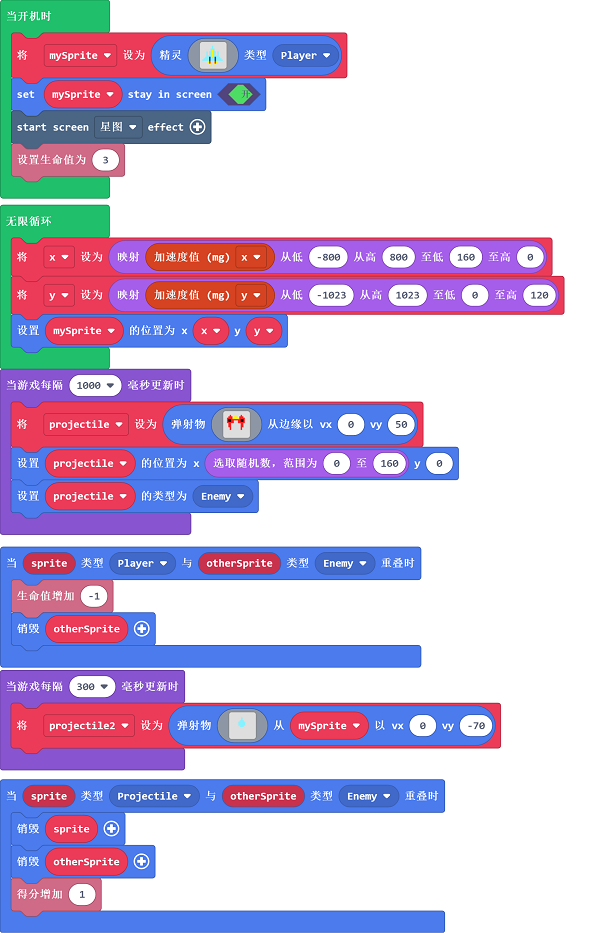 当开机时
将 mySprite 设为 精灵 类型 Player
set mySprite stay in screen 开
start screen 星图 effect
设置生命值为 3
无限循环
将 x 设为 映射 加速度值 (mg) x 从低 -800 从高 800 至低 160 至高 0
将 y 设为 映射 加速度值 (mg) y 从低 -1023 从高 1023 至低 0 至高 120
设置 mySprite 的位置为 x x y y
当游戏每隔 1000 毫秒更新时
将 projectile 设为 弹射物 从边缘以 vx 0 vy 50
设置 projectile 的位置为 x 选取随机数，范围为 0 至 160 y 0
设置 projectile 的类型为 Enemy
当 sprite 类型 Player 与 otherSprite 类型 Enemy 重叠时
生命值增加 -1
销毁 otherSprite
当游戏每隔 300 毫秒更新时
将 projectile2 设为 弹射物 从 mySprite 以 vx 0 vy -70
当 sprite 类型 Projectile 与 otherSprite 类型 Enemy 重叠时
销毁 sprite
销毁 otherSprite
得分增加 1